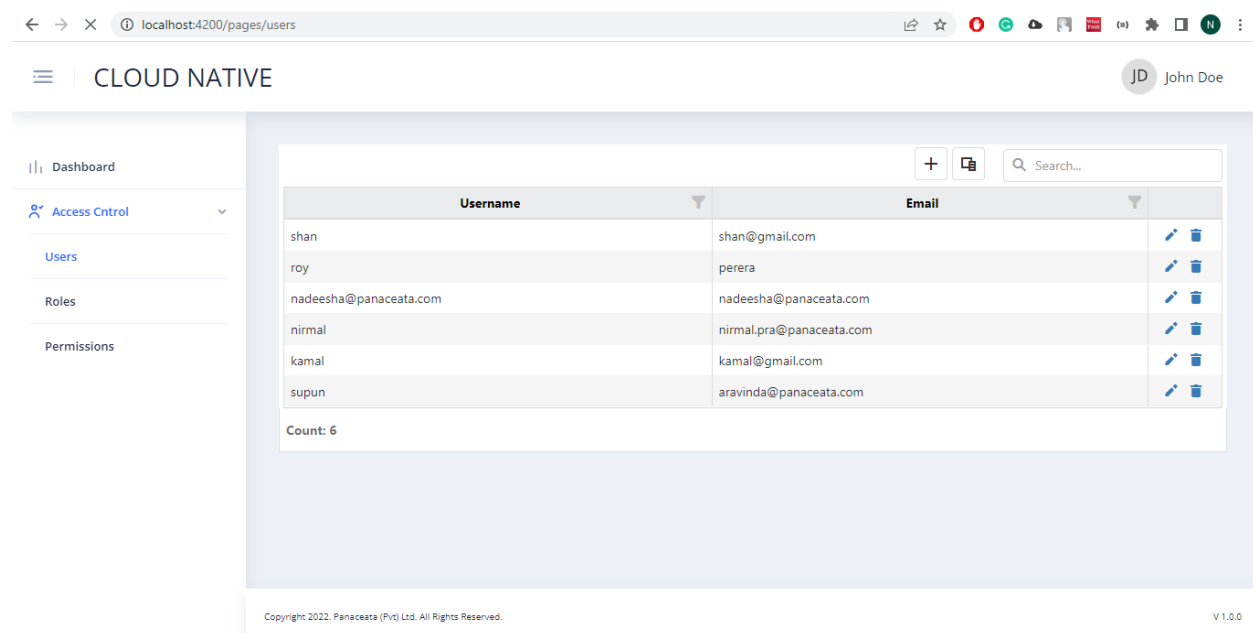 localhost:4200/pages/users
N
CLOUD NATIVE
JD John Doe
Dashboard
Access Cntrol
Users
Roles
Permissions
Search...
Username Email
shan shan@gmail.com
roy perera
nadeesha@panaceata.com nadeesha@panaceata.com
nirmal nirmal.pra@panaceata.com
kamal kamal@gmail.com
supun aravinda@panaceata.com
Count: 6
Copyright 2022. Panaceata (Pvt) Ltd. All Rights Reserved. V 1.0.0